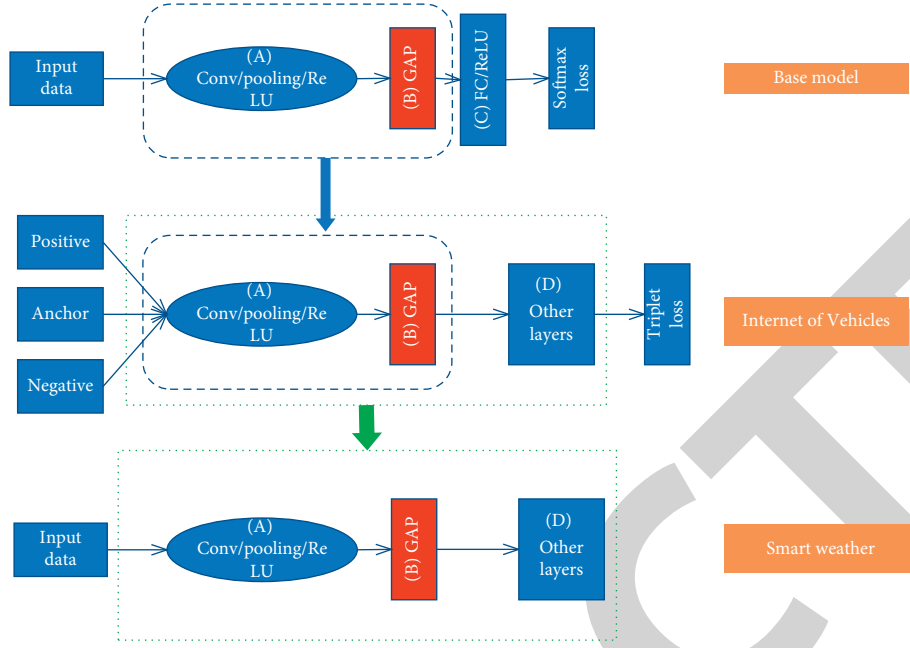 Input
data
(A)
Conv/pooling/Re
LU
(B) GAP
(C) FC/ReLU
Softmax
loss
Base model
Positive
Anchor
Negative
(A)
Conv/pooling/Re
LU
(B) GAP
(D)
Other
layers
Triplet
loss
Internet of Vehicles
Input
data
(A)
Conv/pooling/Re
LU
(B) GAP
(D)
Other
layers
Smart weather
CT